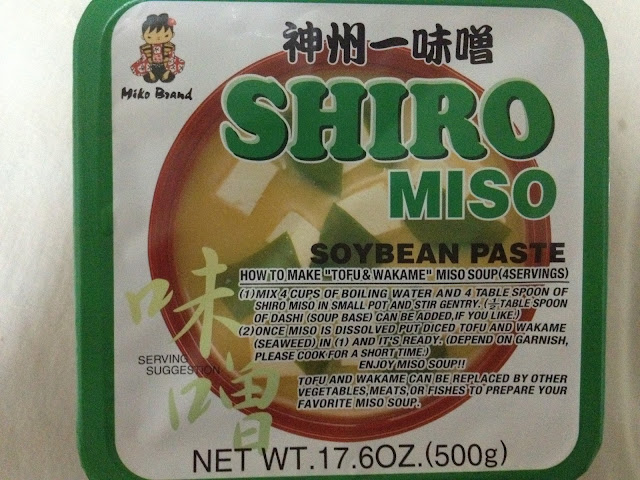 神州一味噌
Miko Brand
SHIRO
MISO
SOYBEAN PASTE
HOW TO MAKE "TOFU & WAKAME" MISO SOUP(4SERVINGS)
(1)MIX 4 CUPS OF BOILING WATER AND 4 TABLE SPOON OF
SHIRO MISO IN SMALL POT AND STIR GENTRY. (½TABLE SPOON
OF DASHI (SOUP BASE) CAN BE ADDED,IF YOU LIKE.)
(2)ONCE MISO IS DISSOLVED PUT DICED TOFU AND WAKAME
(SEAWEED) IN (1) AND IT'S READY. (DEPEND ON GARNISH,
PLEASE COOK FOR A SHORT TIME.)
ENJOY MISO SOUP!!
TOFU AND WAKAME CAN BE REPLACED BY OTHER
VEGETABLES,MEATS,OR FISHES TO PREPARE YOUR
FAVORITE MISO SOUP.
味噌
SERVING
SUGGESTION
NET WT.17.6OZ.(500g)